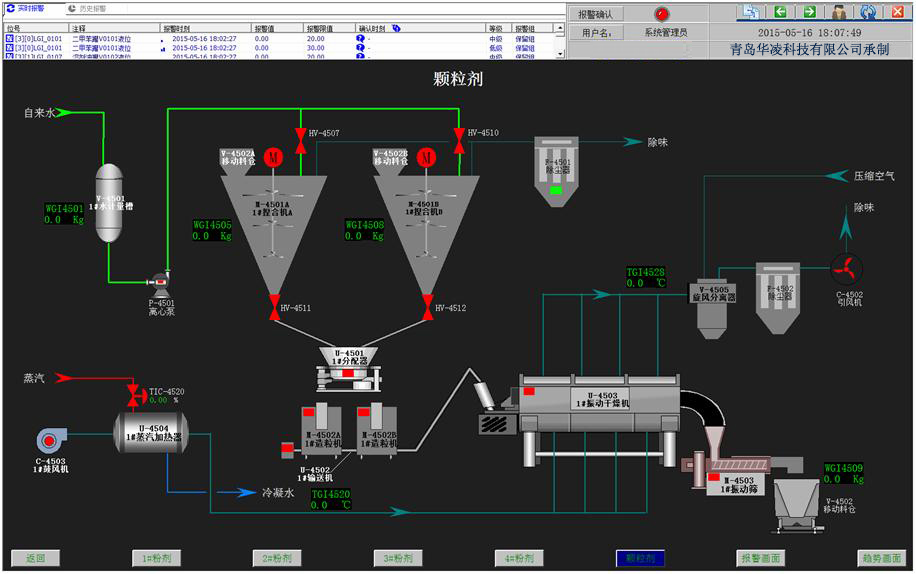 实时报警 历史报警
位号 注释 报警时刻 报警值 报警限值 确认时刻 等级 报警组
[3][0]LGI_0101 二甲苯罐V0101液位 2015-05-16 18:02:27 0.00 20.00 - 中级 保留组
[3][0]LGI_0101 二甲苯罐V0101液位 2015-05-16 18:02:27 0.00 30.00 - 低级 保留组
2015-05-16 18:02:27 0.00 20.00 - 中级 保留组
报警确认
用户名: 系统管理员
2015-05-16 18:07:49
青岛华凌科技有限公司承制
颗粒剂
自来水
V-4501
1#水计量槽
WGI4501
0.0 Kg
P-4501
离心泵
V-4502A
移动料仓
M
HV-4507
M-4501A
1#捏合机A
WGI4505
0.0 Kg
HV-4511
V-4502B
移动料仓
M
HV-4510
M-4501B
1#捏合机B
WGI4508
0.0 Kg
HV-4512
F-4501
除尘器
除味
压缩空气
除味
TGI4528
0.0 ℃
V-4505
旋风分离器
F-4502
除尘器
C-4502
引风机
U-4501
1#分配器
蒸汽
TIC-4520
0.00 %
U-4504
1#蒸汽加热器
C-4503
1#鼓风机
冷凝水
M-4502A
1#造粒机
M-4502B
1#造粒机
U-4502
1#输送机
TGI4520
0.0 ℃
U-4503
1#振动干燥机
M-4503
1#振动筛
WGI4509
0.0 Kg
V-4502
移动料仓
返回 1#粉剂 2#粉剂 3#粉剂 4#粉剂 颗粒剂 报警画面 趋势画面